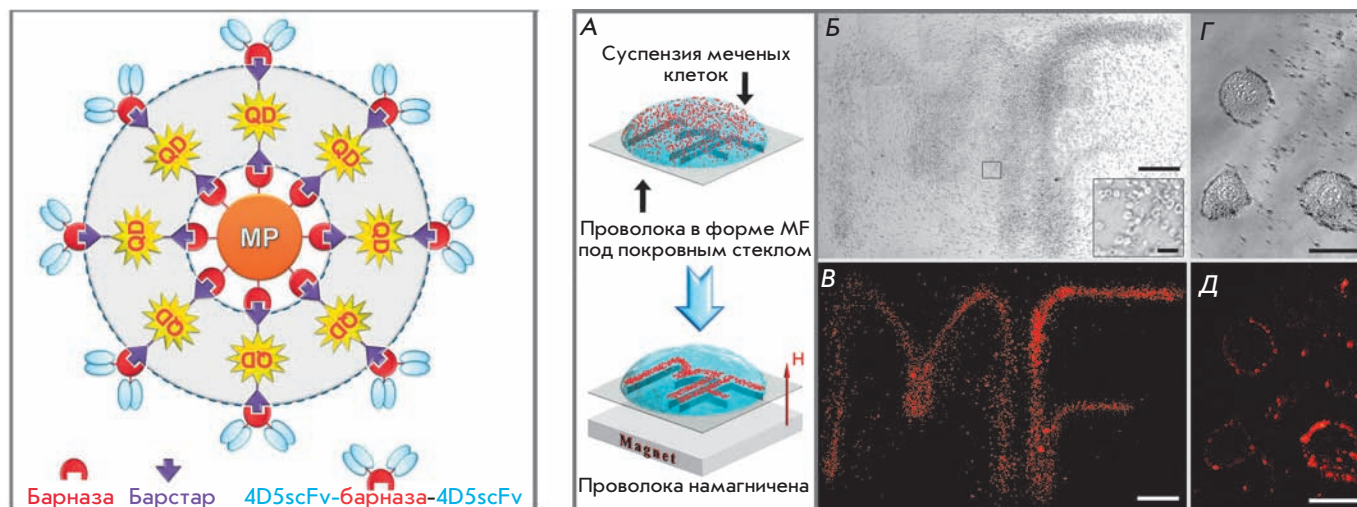 QD
QD
QD
QD
MP
QD
QD
QD
QD
Барназа
Барстар
4D5scFv-барназа-4D5scFv
А
Суспензия меченых
клеток
Проволока в форме MF
под покровным стеклом
H
Magnet
Проволока намагничена
Б
В
Г
Д